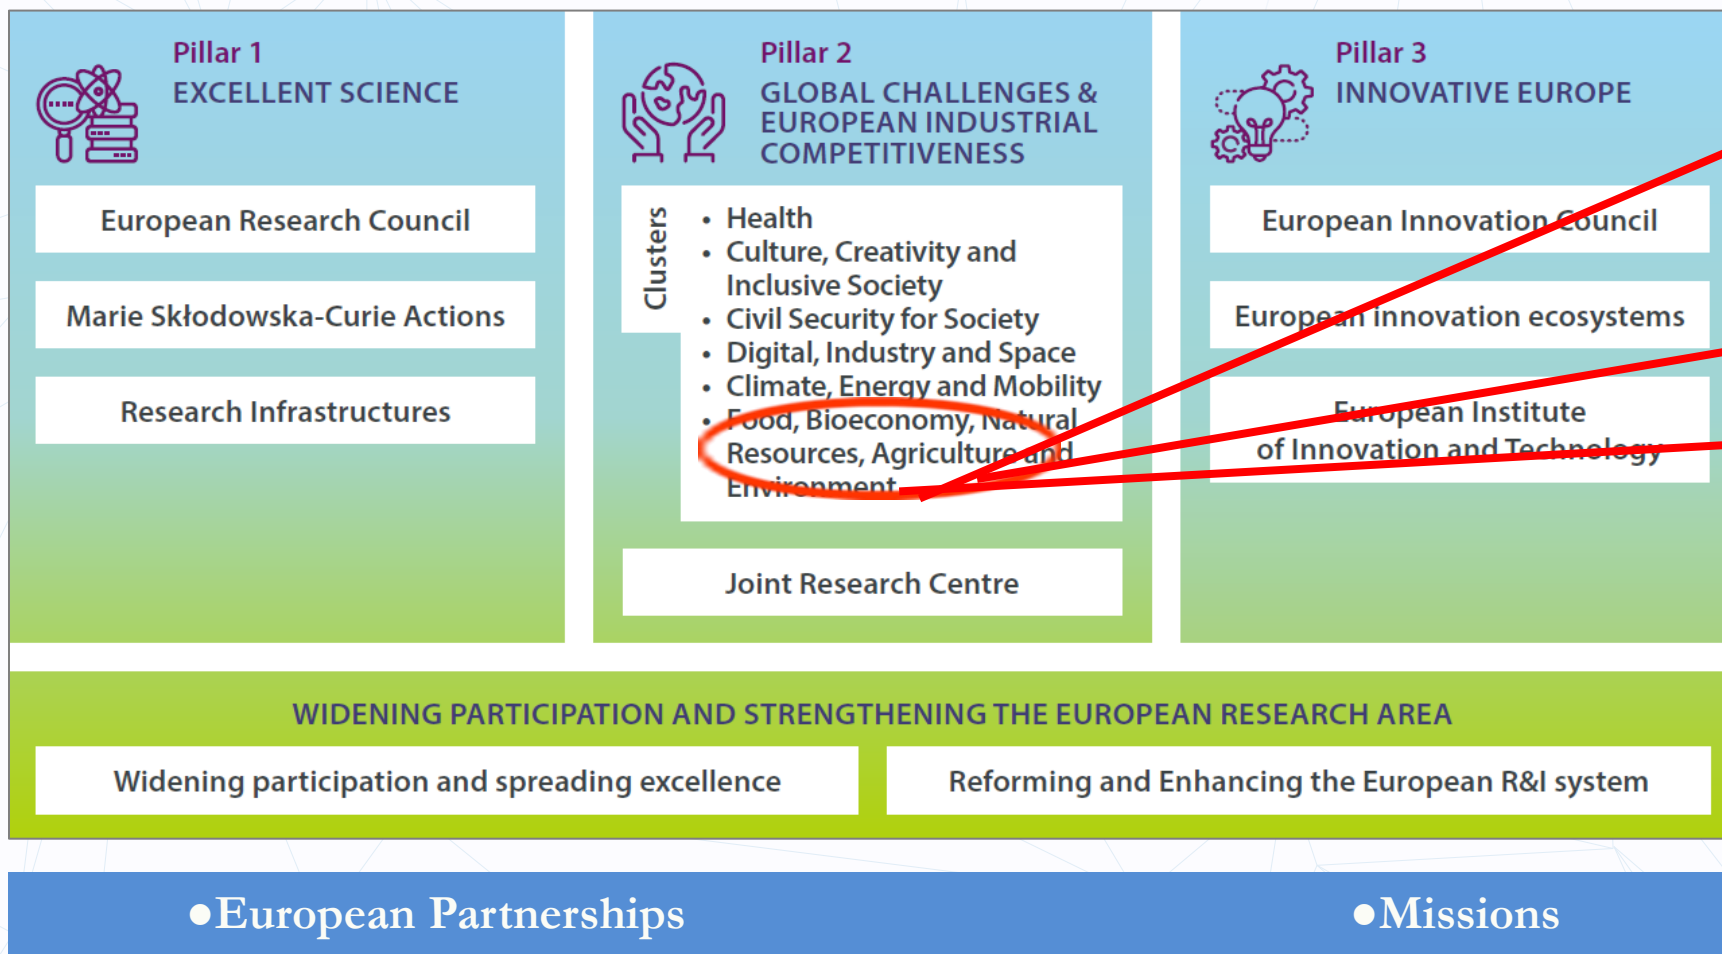 Pillar 1
EXCELLENT SCIENCE
European Research Council
Marie Skłodowska-Curie Actions
Research Infrastructures
Pillar 2
GLOBAL CHALLENGES &
EUROPEAN INDUSTRIAL
COMPETITIVENESS
Clusters
• Health
• Culture, Creativity and
Inclusive Society
• Civil Security for Society
• Digital, Industry and Space
• Climate, Energy and Mobility
• Food, Bioeconomy, Natural
Resources, Agriculture and
Environment
Joint Research Centre
Pillar 3
INNOVATIVE EUROPE
European Innovation Council
European innovation ecosystems
European Institute
of Innovation and Technology
WIDENING PARTICIPATION AND STRENGTHENING THE EUROPEAN RESEARCH AREA
Widening participation and spreading excellence
Reforming and Enhancing the European R&I system
•European Partnerships
•Missions